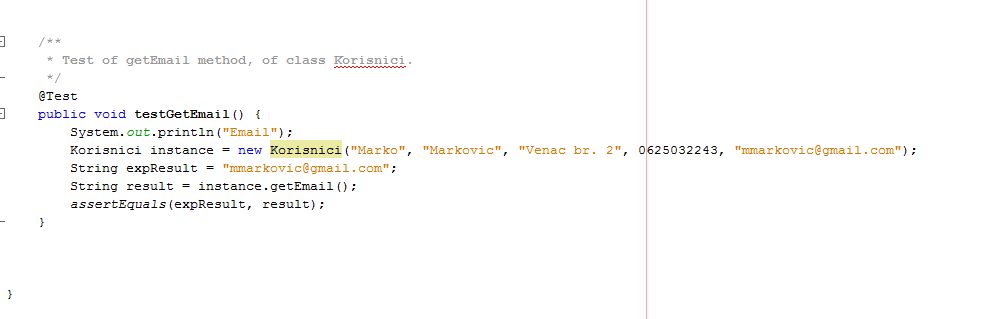 /**
 * Test of getEmail method, of class Korisnici.
 */
@Test
public void testGetEmail() {
    System.out.println("Email");
    Korisnici instance = new Korisnici("Marko", "Markovic", "Venac br. 2", 0625032243, "mmarkovic@gmail.com");
    String expResult = "mmarkovic@gmail.com";
    String result = instance.getEmail();
    assertEquals(expResult, result);
}
}